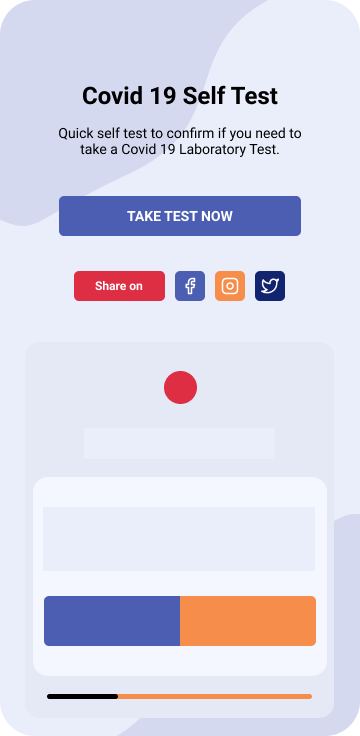 Covid 19 Self Test
Quick self test to confirm if you need to
take a Covid 19 Laboratory Test.
TAKE TEST NOW
Share on